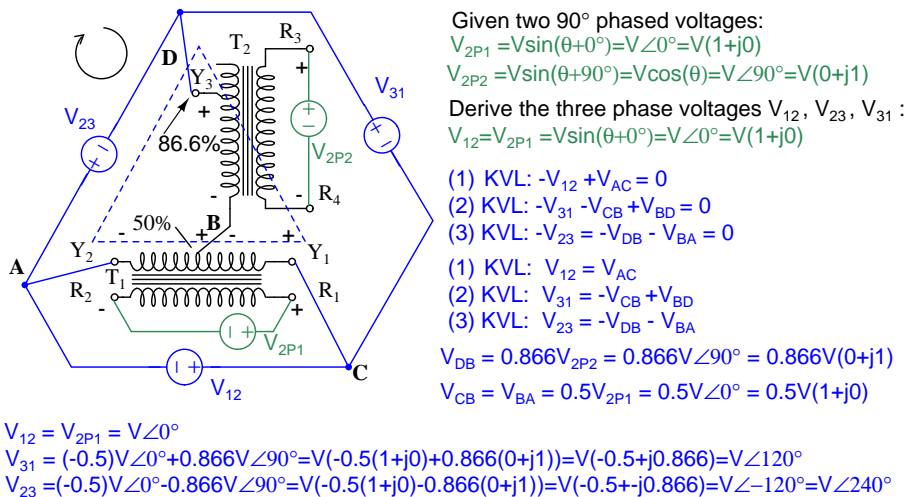 D
T2
R3
Y3
+
+
V23
V31
86.6%
V2P2
-
-
R4
50%
B
-
+
-
+
Y2
Y1
A
T1
R2
R1
-
+
V2P1
C
V12
Given two 90° phased voltages:
V2P1 =Vsin(θ+0°)=V∠0°=V(1+j0)
V2P2 =Vsin(θ+90°)=Vcos(θ)=V∠90°=V(0+j1)
Derive the three phase voltages V12, V23, V31 :
V12=V2P1 =Vsin(θ+0°)=V∠0°=V(1+j0)
(1) KVL: -V12 +VAC = 0
(2) KVL: -V31 -VCB +VBD = 0
(3) KVL: -V23 = -VDB - VBA = 0
(1) KVL: V12 = VAC
(2) KVL: V31 = -VCB +VBD
(3) KVL: V23 = -VDB - VBA
VDB = 0.866V2P2 = 0.866V∠90° = 0.866V(0+j1)
VCB = VBA = 0.5V2P1 = 0.5V∠0° = 0.5V(1+j0)
V12 = V2P1 = V∠0°
V31 = (-0.5)V∠0°+0.866V∠90°=V(-0.5(1+j0)+0.866(0+j1))=V(-0.5+j0.866)=V∠120°
V23 =(-0.5)V∠0°-0.866V∠90°=V(-0.5(1+j0)-0.866(0+j1))=V(-0.5+-j0.866)=V∠−120°=V∠240°